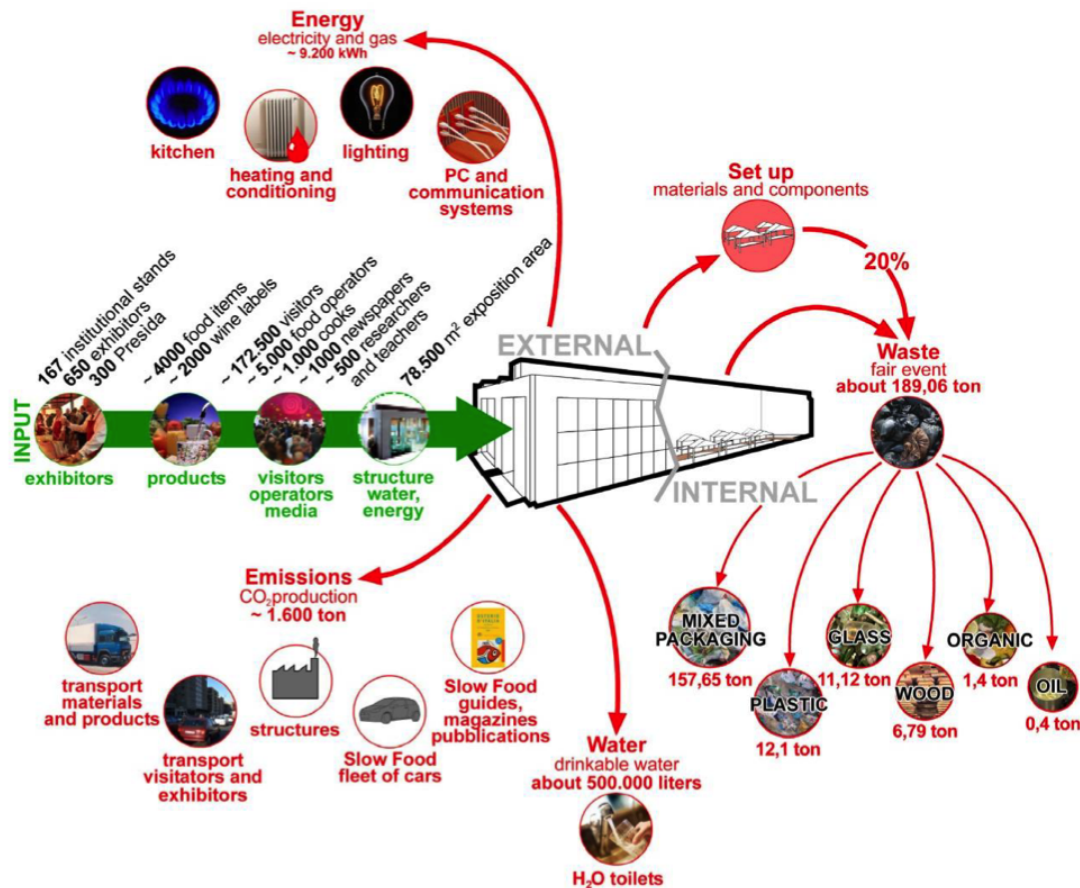 Energy
electricity and gas
~ 9.200 kWh
kitchen
heating and
conditioning
lighting
PC and
communication
systems
Set up
materials and components
20%
167 institutional stands
650 exhibitors
300 Presida
~ 4000 food items
~ 2000 wine labels
~ 172.500 visitors
~ 5.000 food operators
~ 1.000 cooks
~ 1000 newspapers
~ 500 researchers
and teachers
78.500 m² exposition area
INPUT
exhibitors
products
visitors
operators
media
structure
water,
energy
EXTERNAL
INTERNAL
Waste
fair event
about 189,06 ton
MIXED
PACKAGING
157,65 ton
PLASTIC
12,1 ton
GLASS
11,12 ton
WOOD
6,79 ton
ORGANIC
1,4 ton
OIL
0,4 ton
Emissions
CO₂production
~ 1.600 ton
transport
materials
and products
transport
visitators and
exhibitors
structures
Slow Food
fleet of cars
Slow Food
guides,
magazines
pubblications
Water
drinkable water
about 500.000 liters
H₂O toilets